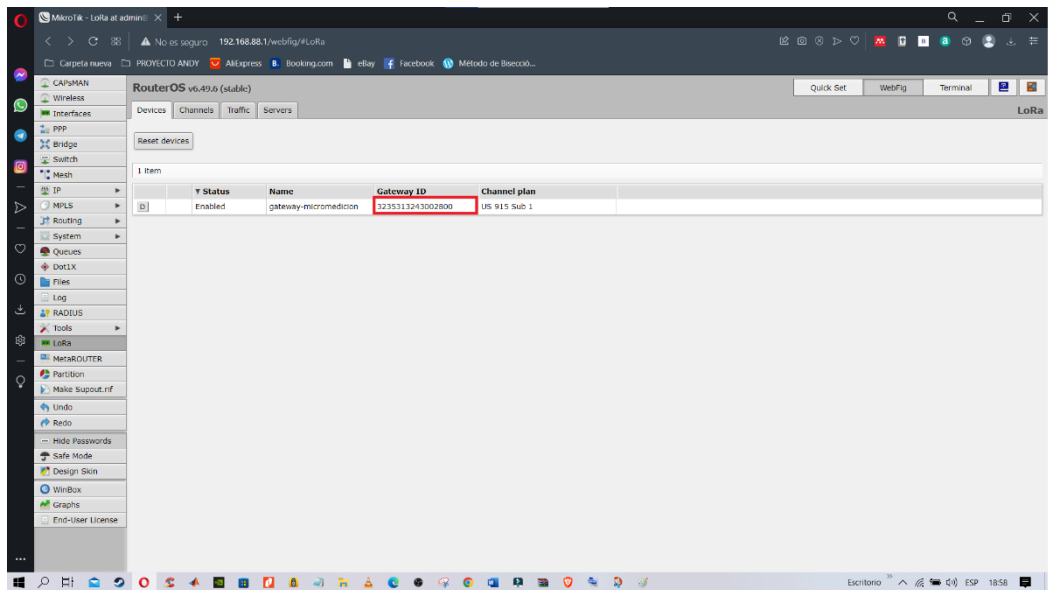 MikroTik - LoRa at admin@
No es seguro 192.168.88.1/webfig/#LoRa
Carpeta nueva PROYECTO ANDY AliExpress Booking.com eBay Facebook Método de Bisecció...
CAPsMAN
Wireless
Interfaces
PPP
Bridge
Switch
Mesh
IP
MPLS
Routing
System
Queues
Dot1X
Files
Log
RADIUS
Tools
LoRa
MetaROUTER
Partition
Make Supout.rif
Undo
Redo
Hide Passwords
Safe Mode
Design Skin
WinBox
Graphs
End-User License
RouterOS v6.49.6 (stable)
Quick Set WebFig Terminal
Devices Channels Traffic Servers
LoRa
Reset devices
1 item
▼ Status Name Gateway ID Channel plan
D Enabled gateway-micromedicion 3235313243002800 US 915 Sub 1
Escritorio ESP 18:58